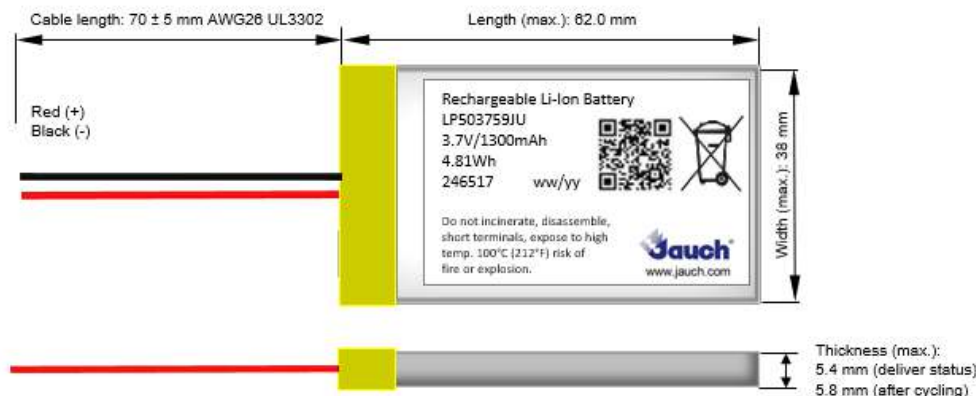 Cable length: 70 ± 5 mm AWG26 UL3302
Length (max.): 62.0 mm
Red (+)
Black (-)
Rechargeable Li-Ion Battery
LP503759JU
3.7V/1300mAh
4.81Wh
246517 ww/yy
Do not incinerate, disassemble,
short terminals, expose to high
temp. 100°C (212°F) risk of
fire or explosion.
Jauch®
www.jauch.com
Width (max.): 38 mm
Thickness (max.):
5.4 mm (deliver status)
5.8 mm (after cycling)